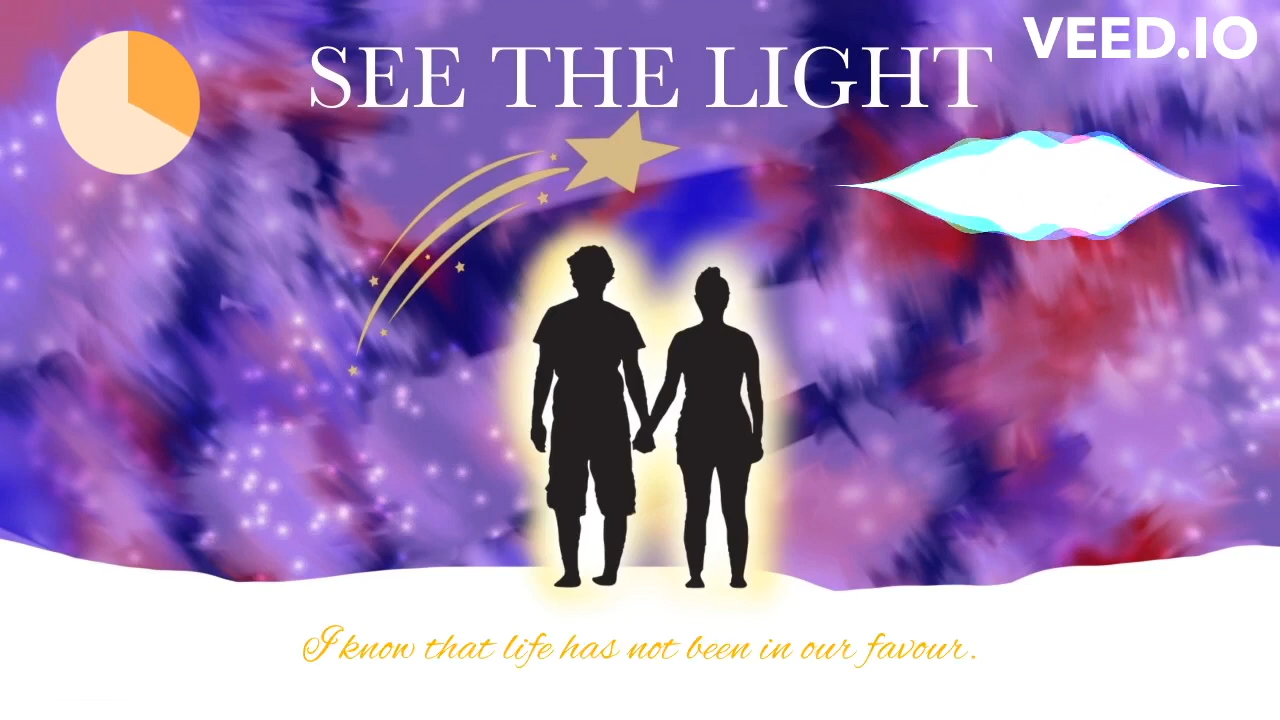 VEED.IO
SEE THE LIGHT
I know that life has not been in our favour.